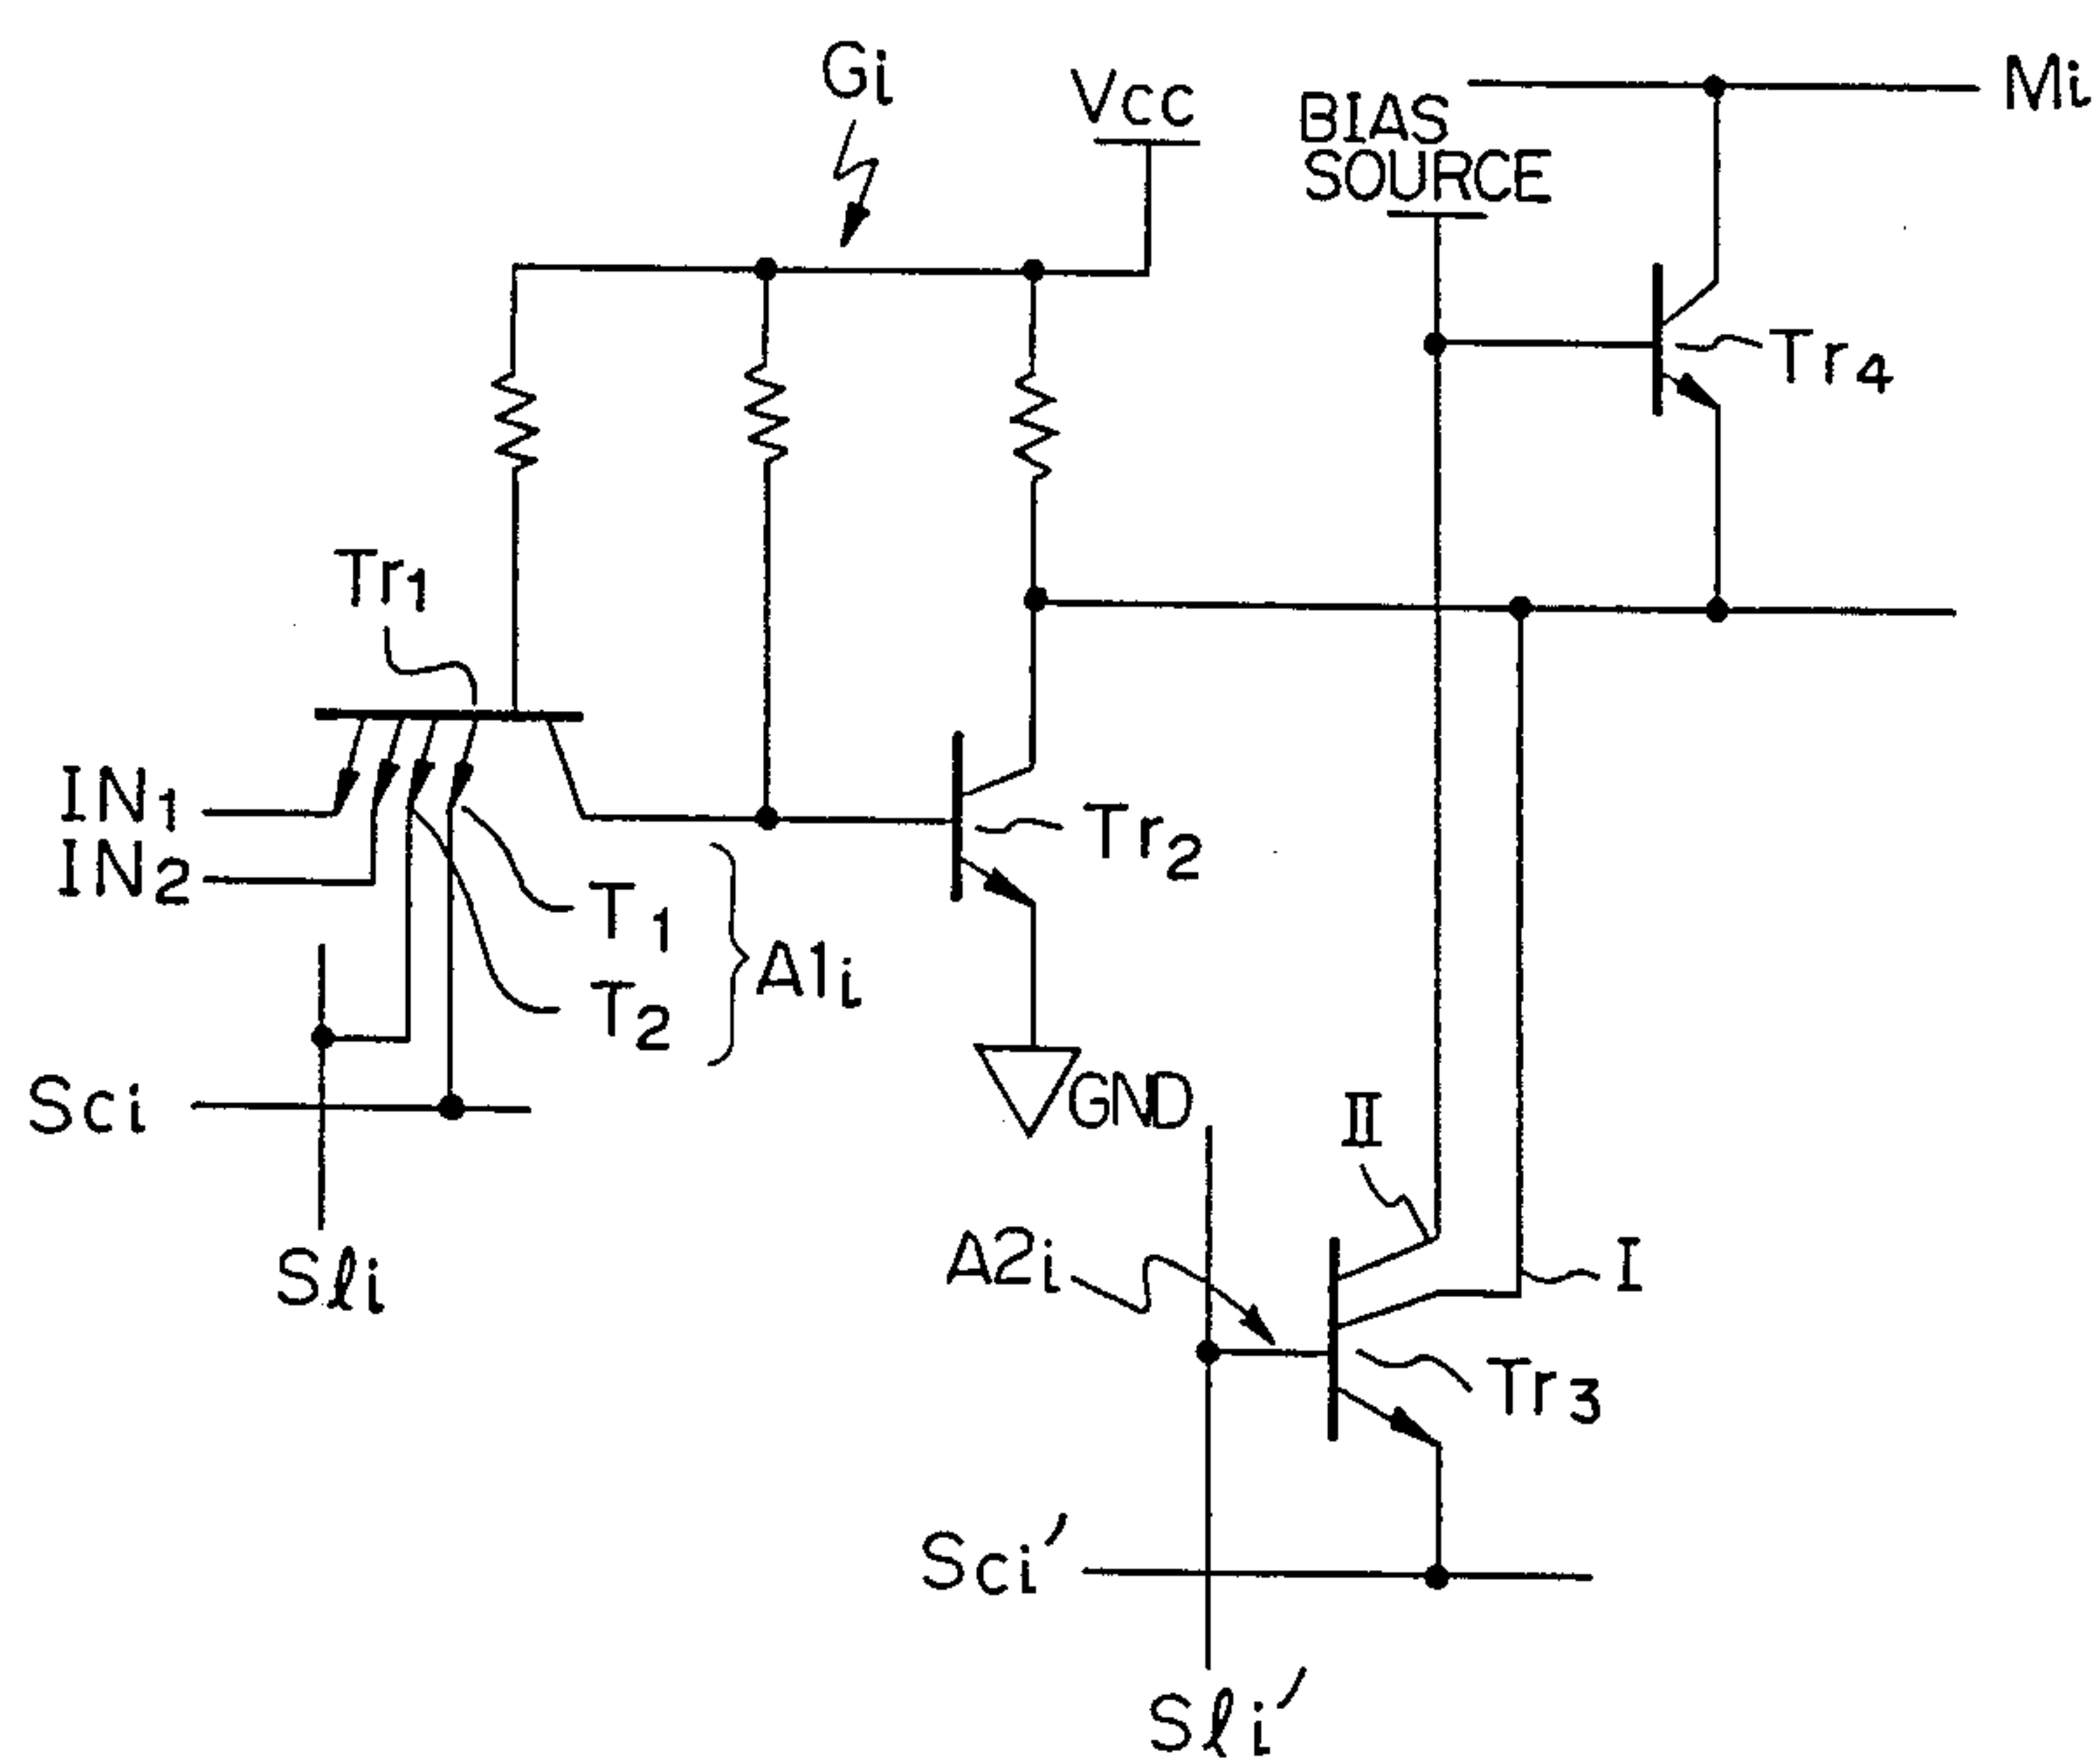 Gi
Vcc
BIAS
SOURCE
Mi
Tr4
Tr1
IN1
IN2
Tr2
T1
T2
A1i
Sci
GND
II
Sℓi
A2i
I
Tr3
Sci'
Sℓi'